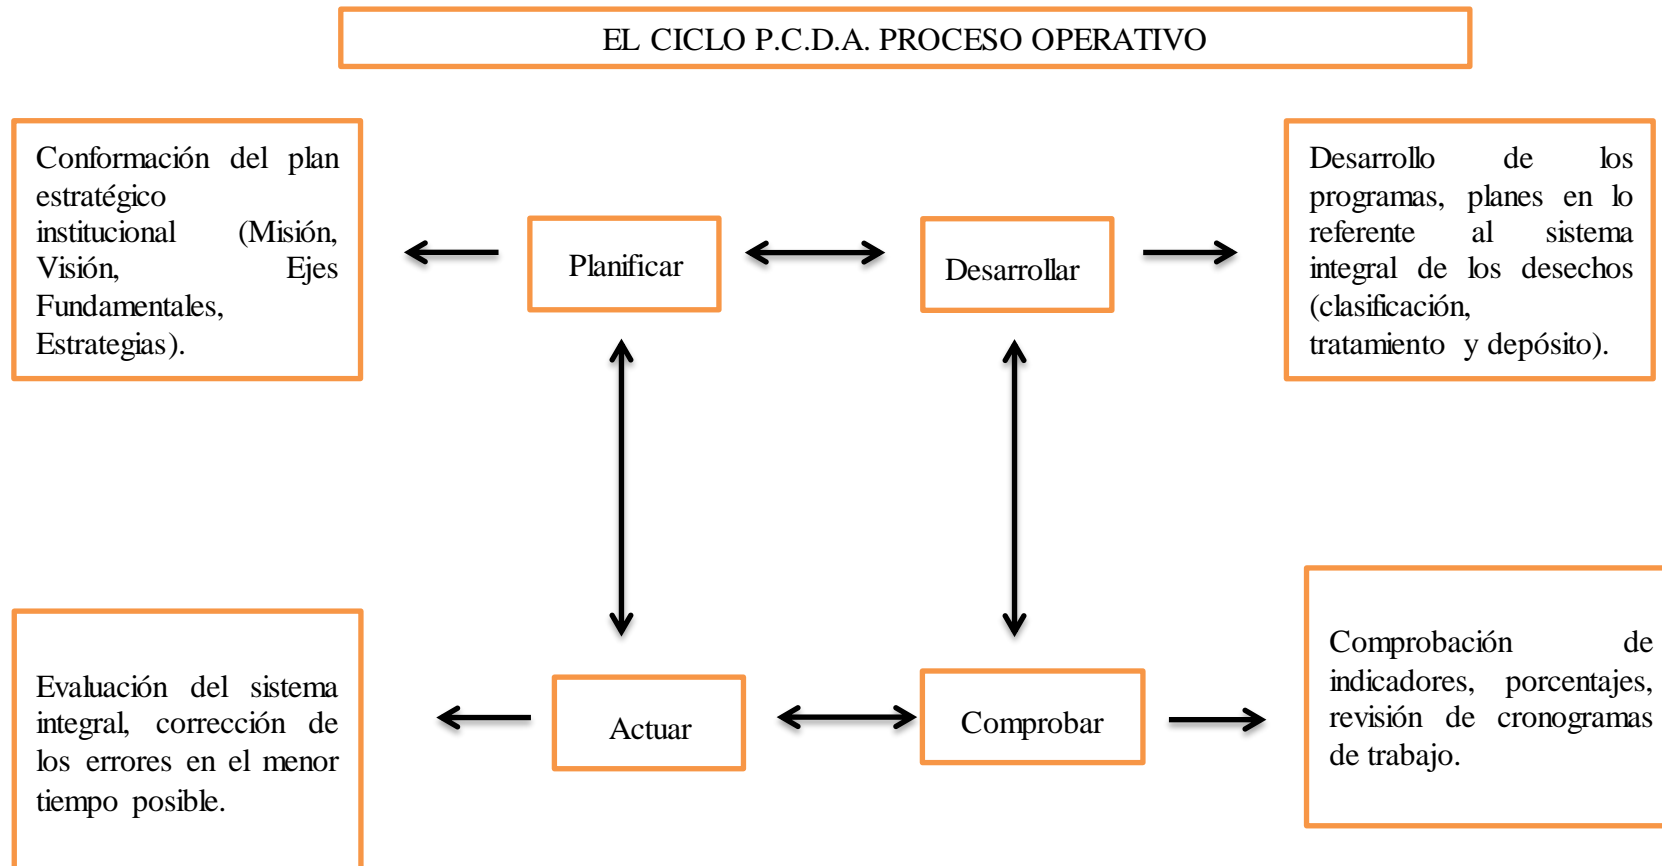 EL CICLO P.C.D.A. PROCESO OPERATIVO
Conformación del plan
estratégico
institucional (Misión,
Visión, Ejes
Fundamentales,
Estrategias).
Planificar
Desarrollar
Desarrollo de los
programas, planes en lo
referente al sistema
integral de los desechos
(clasificación,
tratamiento y depósito).
Evaluación del sistema
integral, corrección de
los errores en el menor
tiempo posible.
Actuar
Comprobar
Comprobación de
indicadores, porcentajes,
revisión de cronogramas
de trabajo.